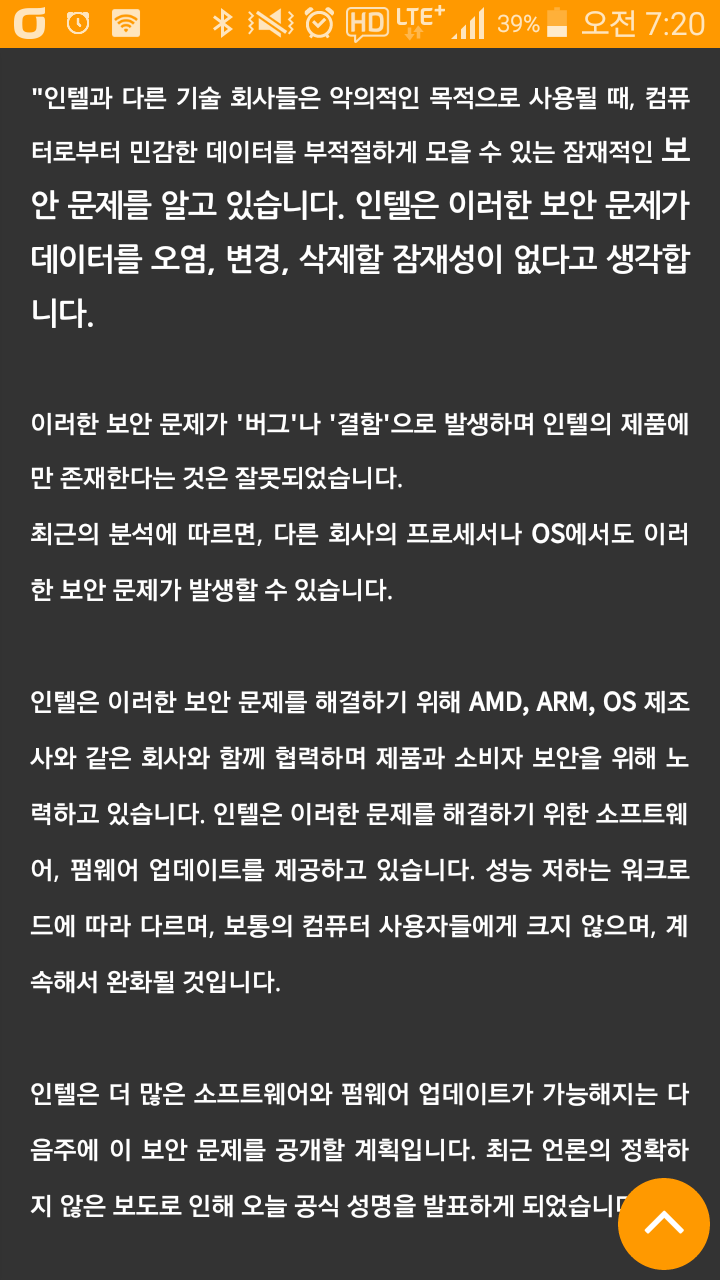 HD LTE+ 39% 오전 7:20
"인텔과 다른 기술 회사들은 악의적인 목적으로 사용될 때, 컴퓨
터로부터 민감한 데이터를 부적절하게 모을 수 있는 잠재적인 보
안 문제를 알고 있습니다. 인텔은 이러한 보안 문제가
데이터를 오염, 변경, 삭제할 잠재성이 없다고 생각합
니다.
이러한 보안 문제가 '버그'나 '결함'으로 발생하며 인텔의 제품에
만 존재한다는 것은 잘못되었습니다.
최근의 분석에 따르면, 다른 회사의 프로세서나 OS에서도 이러
한 보안 문제가 발생할 수 있습니다.
인텔은 이러한 보안 문제를 해결하기 위해 AMD, ARM, OS 제조
사와 같은 회사와 함께 협력하며 제품과 소비자 보안을 위해 노
력하고 있습니다. 인텔은 이러한 문제를 해결하기 위한 소프트웨
어, 펌웨어 업데이트를 제공하고 있습니다. 성능 저하는 워크로
드에 따라 다르며, 보통의 컴퓨터 사용자들에게 크지 않으며, 계
속해서 완화될 것입니다.
인텔은 더 많은 소프트웨어와 펌웨어 업데이트가 가능해지는 다
음주에 이 보안 문제를 공개할 계획입니다. 최근 언론의 정확하
지 않은 보도로 인해 오늘 공식 성명을 발표하게 되었습니다